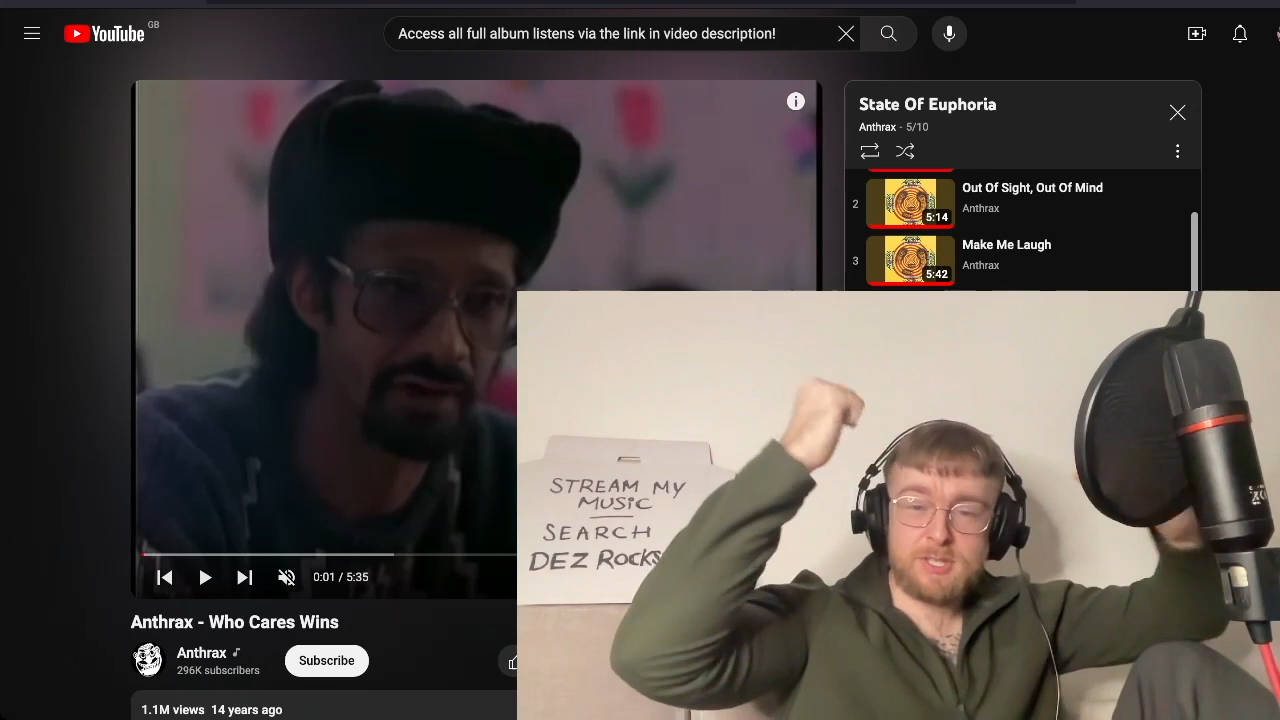 YouTube GB
Access all full album listens via the link in video description!
State Of Euphoria
Anthrax - 5/10
2
5:14
Out Of Sight, Out Of Mind
Anthrax
3
5:42
Make Me Laugh
Anthrax
STREAM MY
MUSIC
SEARCH
DEZ ROCKS
0:01 / 5:35
Anthrax - Who Cares Wins
Anthrax
296K subscribers
Subscribe
1.1M views 14 years ago